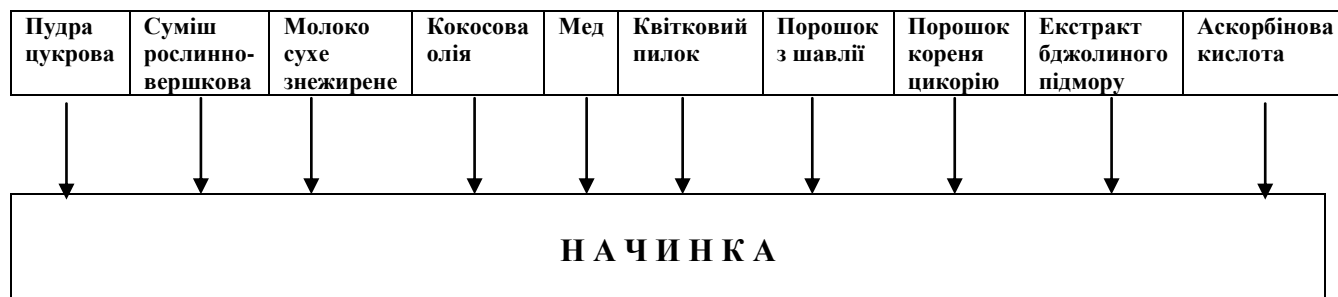 Пудра
цукрова
Суміш
рослинно-
вершкова
Молоко
сухе
знежирене
Кокосова
олія
Мед
Квітковий
пилок
Порошок
з шавлії
Порошок
кореня
цикорію
Екстракт
бджолиного
підмору
Аскорбінова
кислота
Н А Ч И Н К А